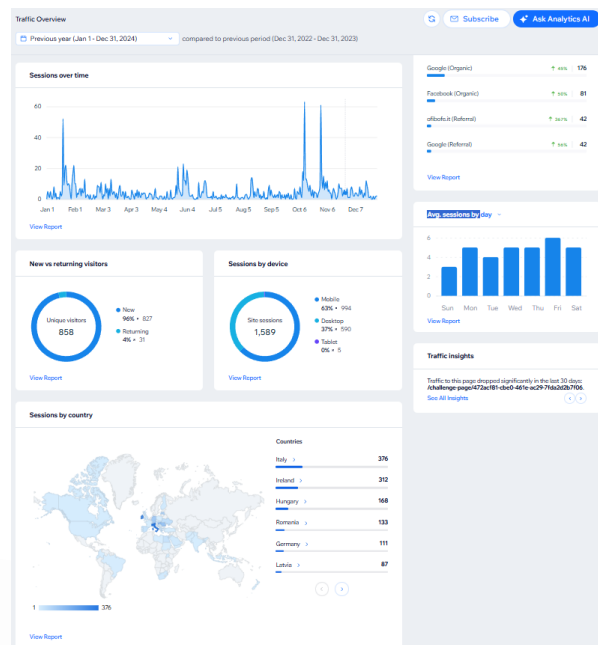 Traffic Overview
Subscribe
Ask Analytics AI
Previous year (Jan 1 - Dec 31, 2024)
compared to previous period (Dec 31, 2022 - Dec 31, 2023)
Sessions over time
60
40
20
0
Jan 1 Feb 1 Mar 3 Apr 3 May 4 Jun 4 Jul 5 Aug 5 Sep 5 Oct 6 Nov 6 Dec 7
View Report
New vs returning visitors
Unique visitors
858
New
96% • 827
Returning
4% • 31
View Report
Sessions by device
Site sessions
1,589
Mobile
63% • 994
Desktop
37% • 590
Tablet
0% • 5
View Report
Sessions by country
1
376
Countries
Italy 376
Ireland 312
Hungary 168
Romania 133
Germany 111
Latvia 87
View Report
Google (Organic) 176
Facebook (Organic) 81
(Referral) 42
Google (Referral) 42
View Report
Avg. sessions by day
6
4
2
0
Sun Mon Tue Wed Thu Fri Sat
View Report
Traffic insights
Traffic to this page dropped significantly in the last 30 days:
See All Insights